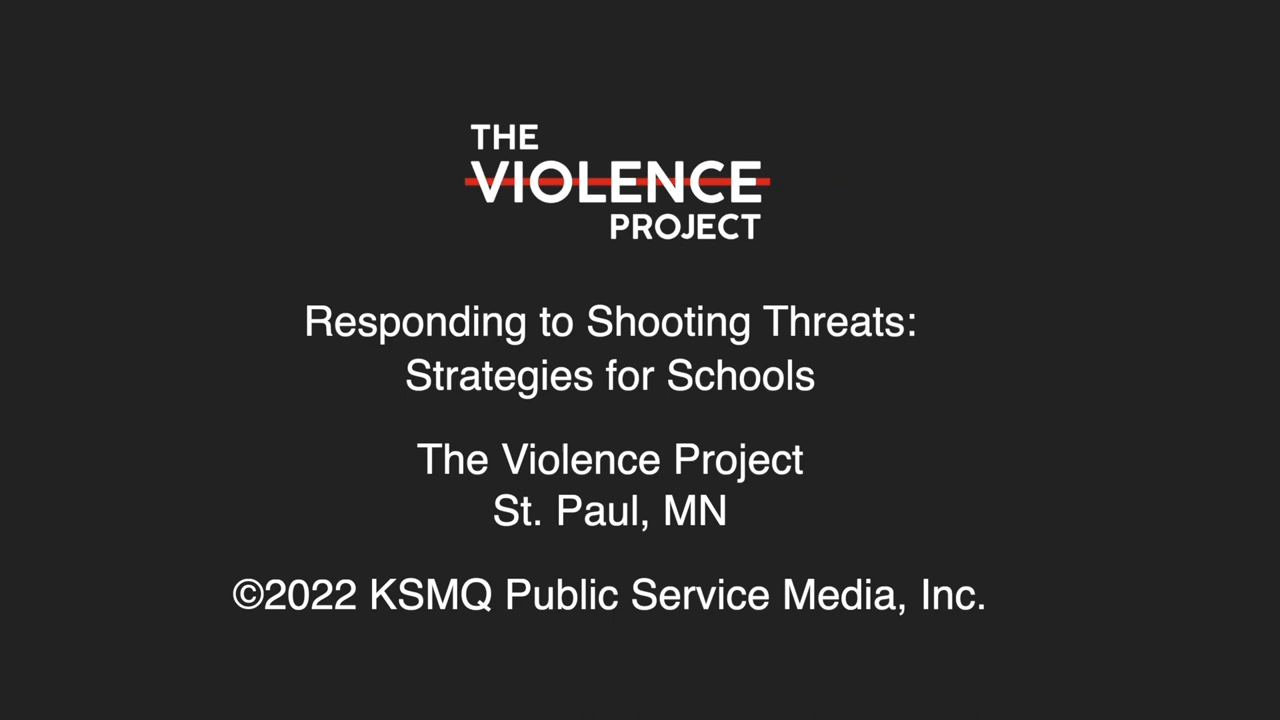 THE
VIOLENCE
PROJECT
Responding to Shooting Threats:
Strategies for Schools
The Violence Project
St. Paul, MN
©2022 KSMQ Public Service Media, Inc.